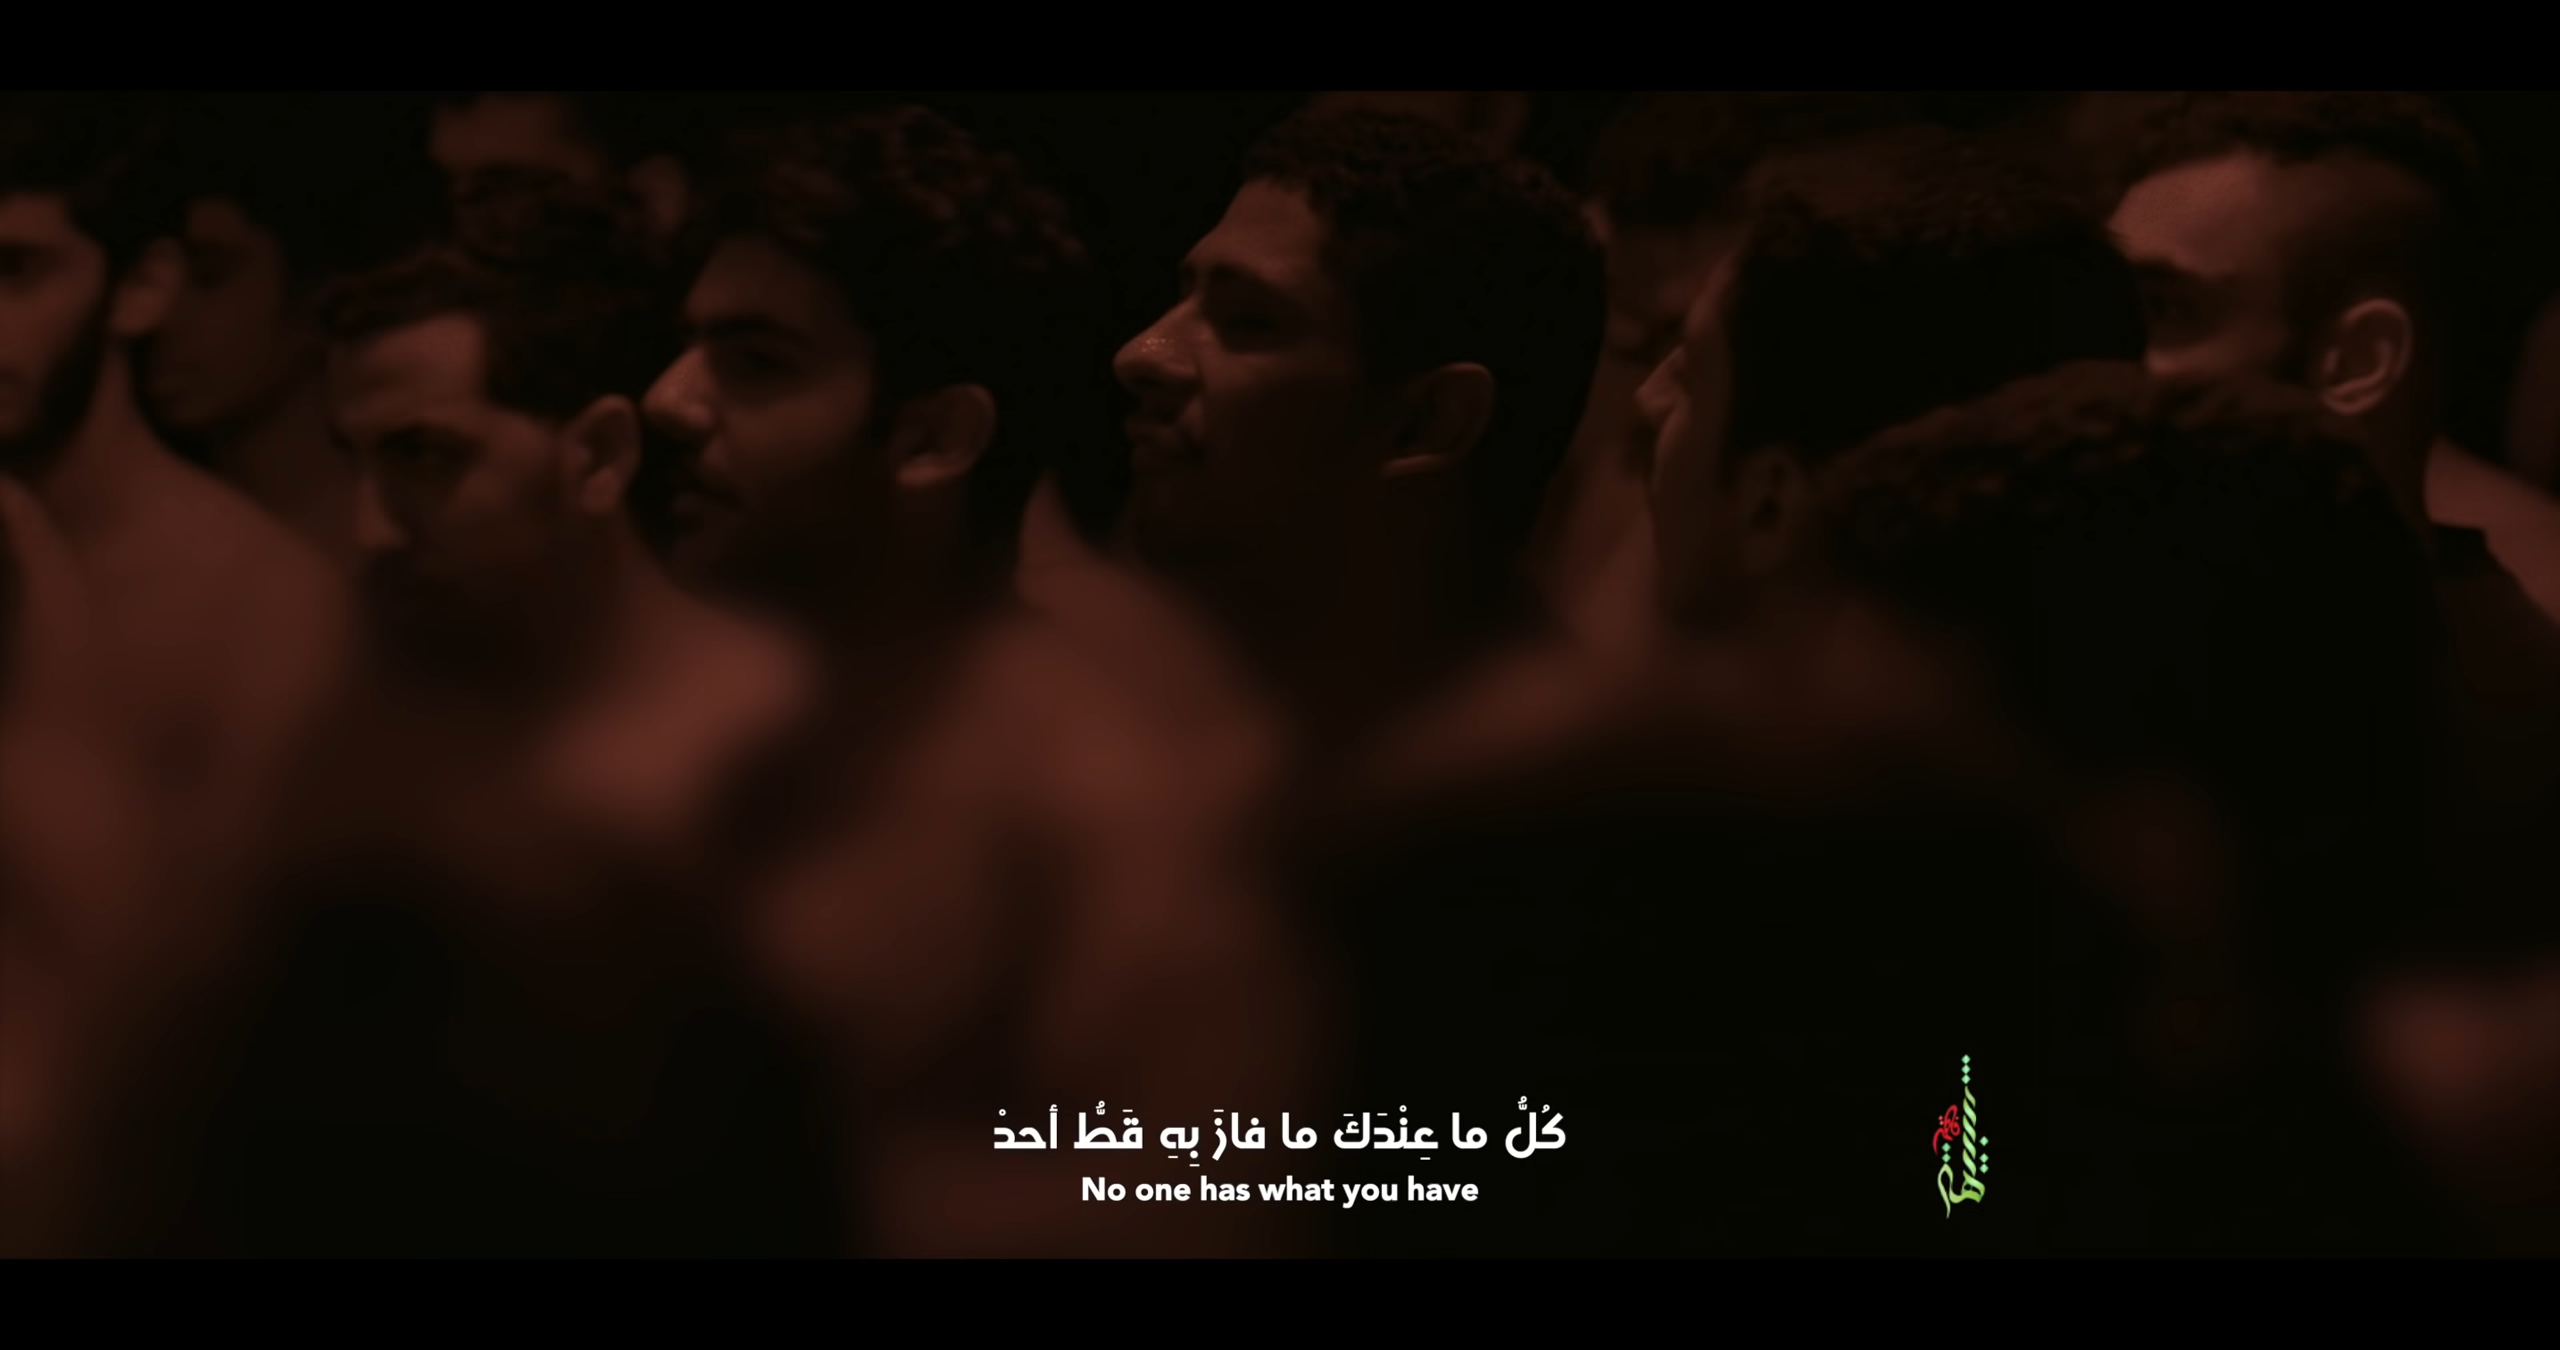 كُلُّ ما عِنْدَكَ ما فازَ بِهِ قَطُّ أحدْ
No one has what you have